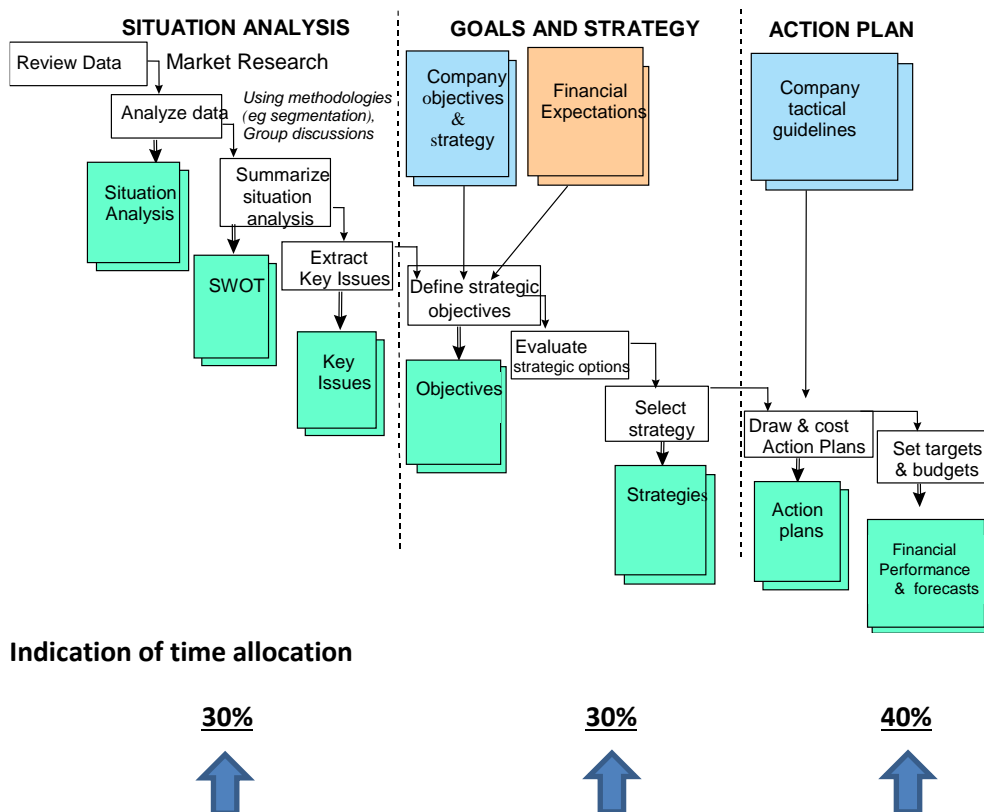 SITUATION ANALYSIS
GOALS AND STRATEGY
ACTION PLAN
Review Data
Market Research
Analyze data
Using methodologies
(eg segmentation),
Group discussions
Situation
Analysis
Summarize
situation
analysis
SWOT
Extract
Key Issues
Key
Issues
Company
objectives
&
strategy
Financial
Expectations
Define strategic
objectives
Objectives
Evaluate
strategic options
Select
strategy
Strategies
Company
tactical
guidelines
Draw & cost
Action Plans
Action
plans
Set targets
& budgets
Financial
Performance
& forecasts
Indication of time allocation
30%
30%
40%